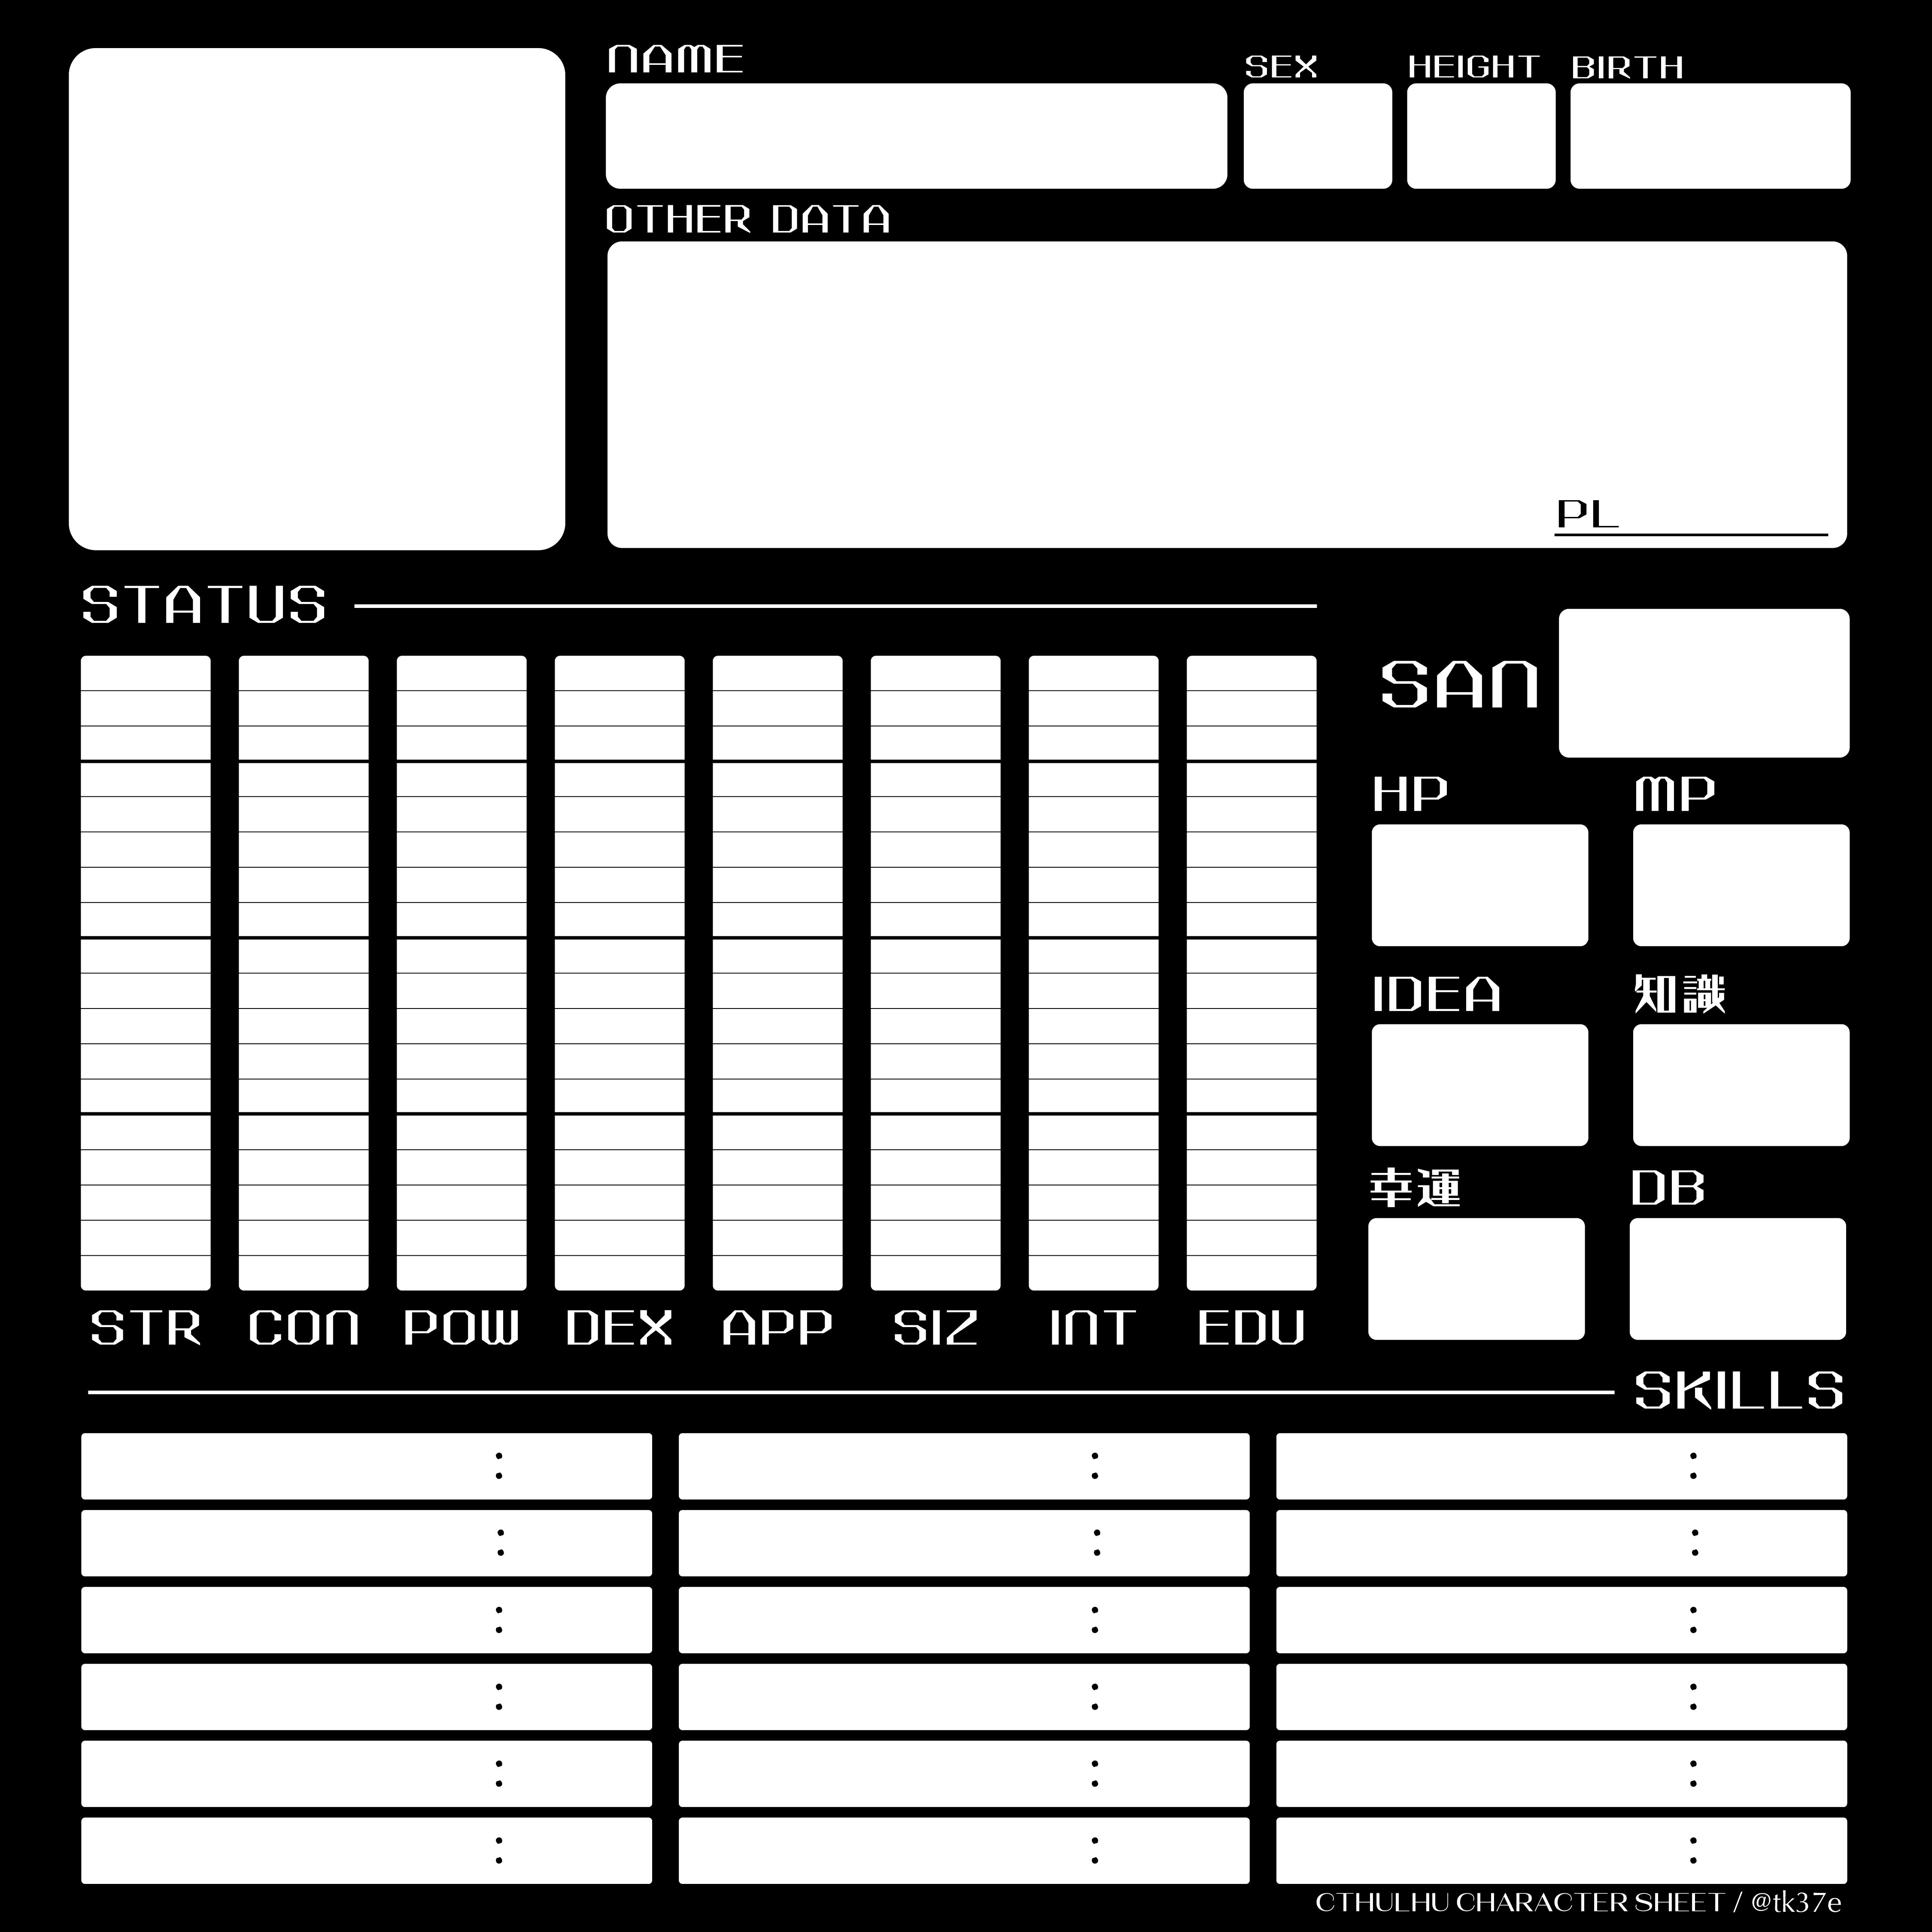 NAME
SEX
HEIGHT
BIRTH
OTHER DATA
PL
STATUS
SAN
HP
MP
IDEA
知識
幸運
DB
STR CON POW DEX APP SIZ INT EDU
SKILLS
: : :
: : :
: : :
: : :
: : :
: : :
CTHULHU CHARACTER SHEET / @tk37e